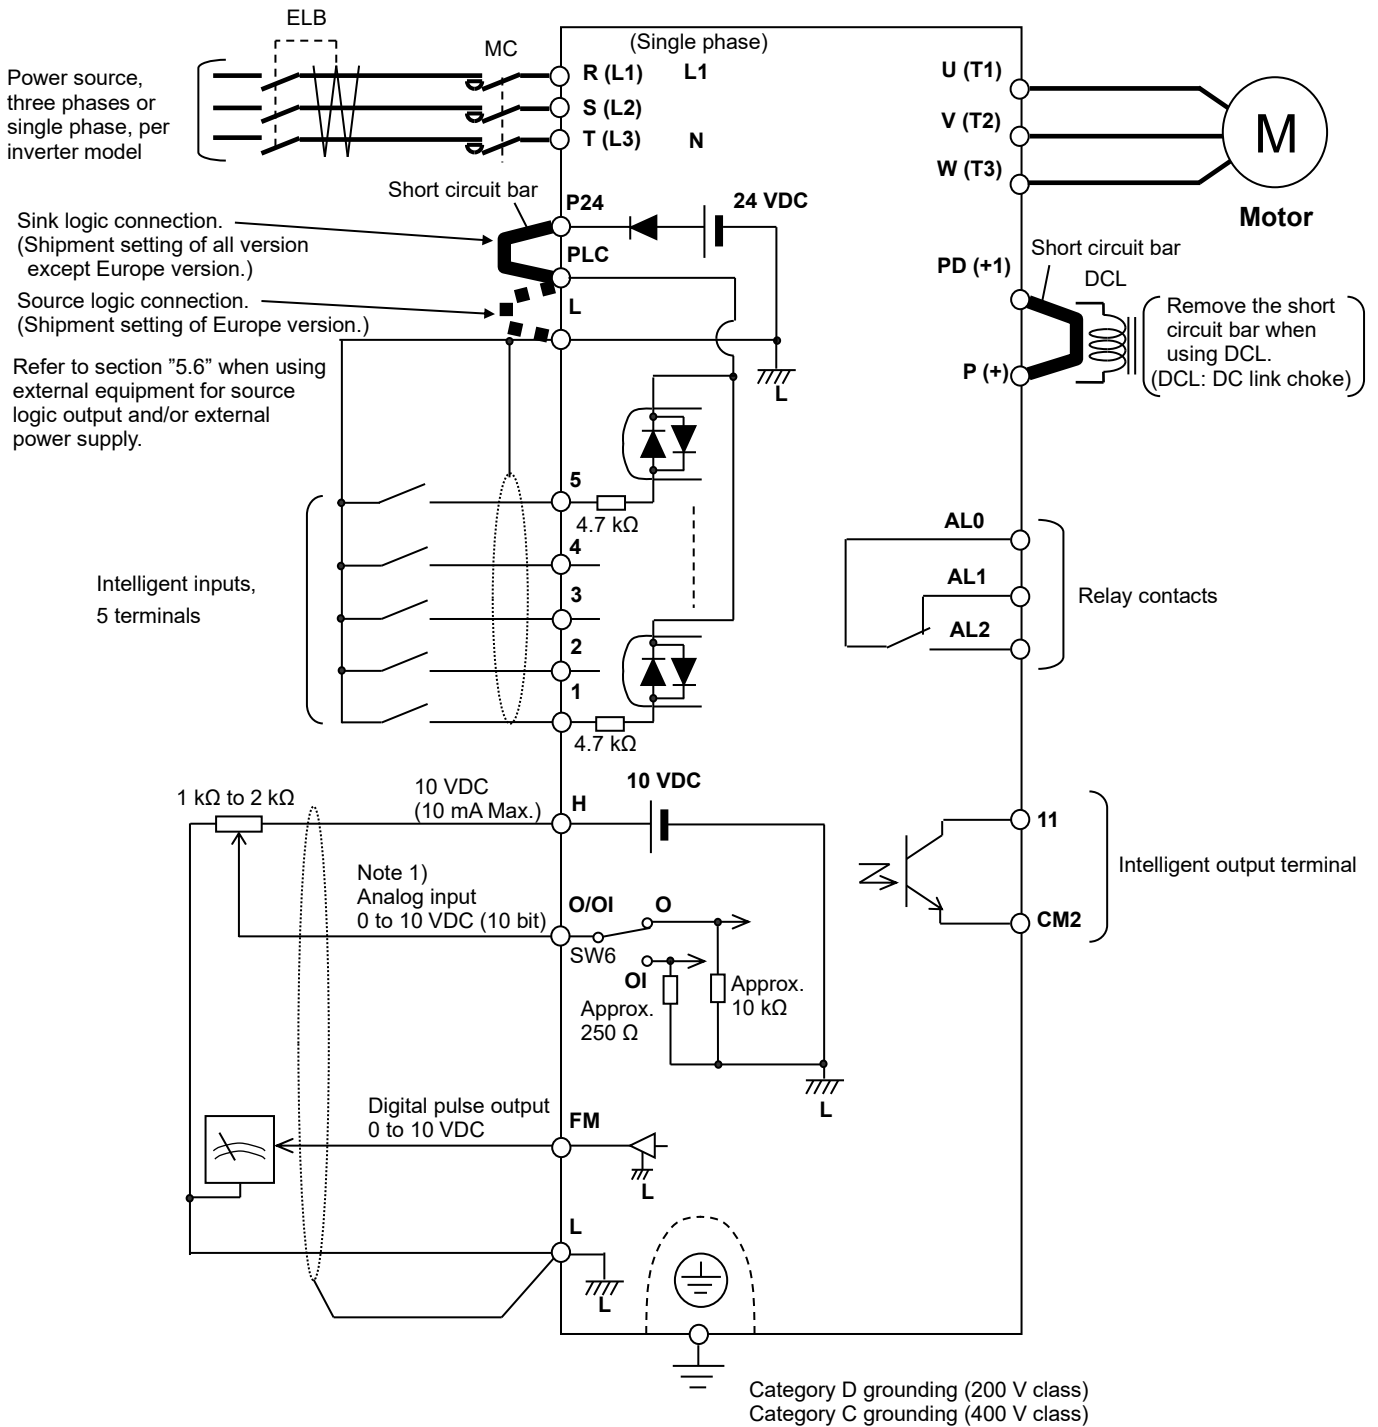 ELB
MC
(Single phase)
Power source,
three phases or
single phase, per
inverter model
R (L1) L1
S (L2)
T (L3) N
U (T1)
V (T2)
W (T3)
M
Motor
Short circuit bar
P24
24 VDC
Sink logic connection.
(Shipment setting of all version
except Europe version.)
PLC
Source logic connection.
(Shipment setting of Europe version.)
L
Refer to section ”5.6” when using
external equipment for source
logic output and/or external
power supply.
L
PD (+1)
Short circuit bar
DCL
Remove the short
circuit bar when
using DCL.
(DCL: DC link choke)
P (+)
5
4.7 kΩ
4
3
2
1
4.7 kΩ
Intelligent inputs,
5 terminals
AL0
AL1
AL2
Relay contacts
1 kΩ to 2 kΩ
10 VDC
(10 mA Max.)
H
10 VDC
Note 1)
Analog input
0 to 10 VDC (10 bit)
O/OI
O
SW6
OI
Approx.
250 Ω
Approx.
10 kΩ
L
11
CM2
Intelligent output terminal
Digital pulse output
0 to 10 VDC
FM
L
L
L
Category D grounding (200 V class)
Category C grounding (400 V class)